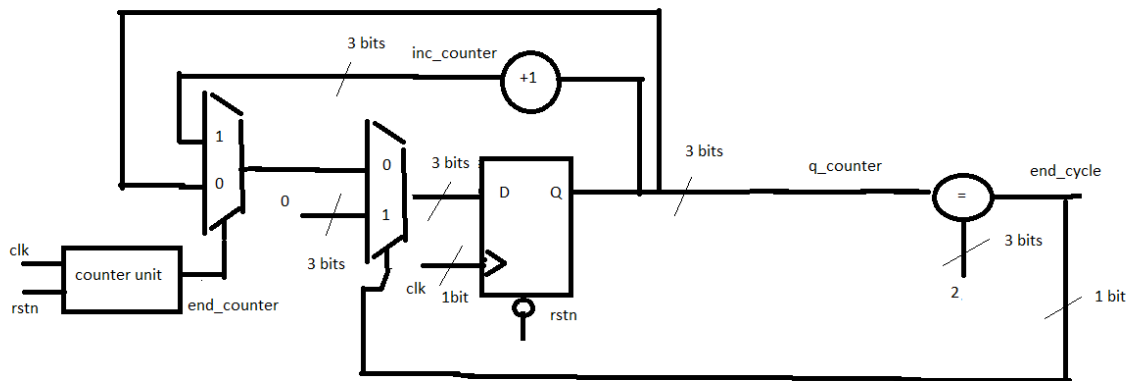 3 bits
inc_counter
+1
1
0
0
1
0
3 bits
3 bits
D
Q
3 bits
q_counter
=
end_cycle
3 bits
2
1 bit
clk
rstn
counter unit
end_counter
clk
1bit
rstn